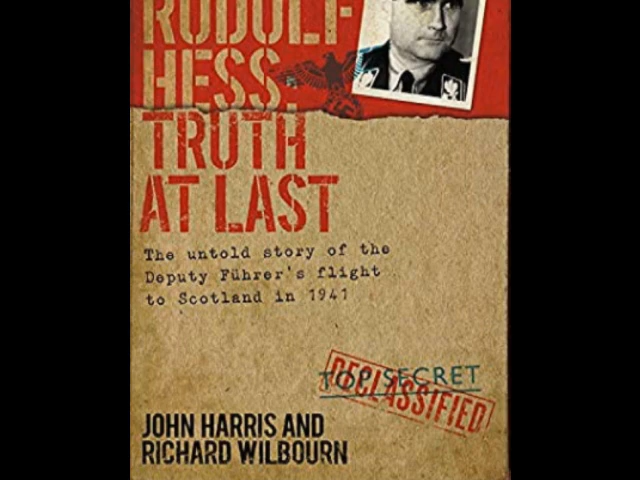 RUDOLF
HESS:
TRUTH
AT LAST
The untold story of the
Deputy Führer's flight
to Scotland in 1941
TOP SECRET
DECLASSIFIED
JOHN HARRIS AND
RICHARD WILBOURN